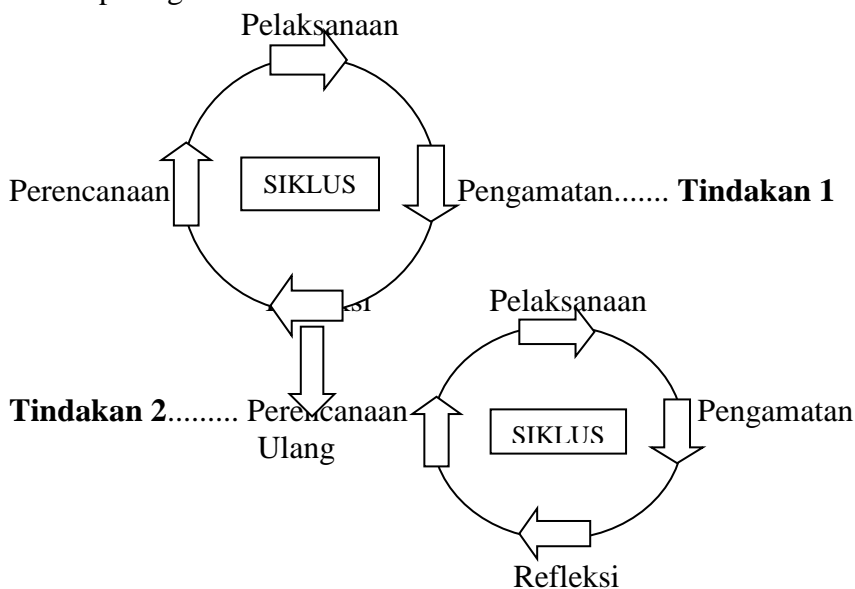 Pelaksanaan
SIKLUS
Perencanaan
Pengamatan....... Tindakan 1
Pelaksanaan
Tindakan 2......... Perencanaan
Ulang
Pengamatan
SIKLUS
Refleksi